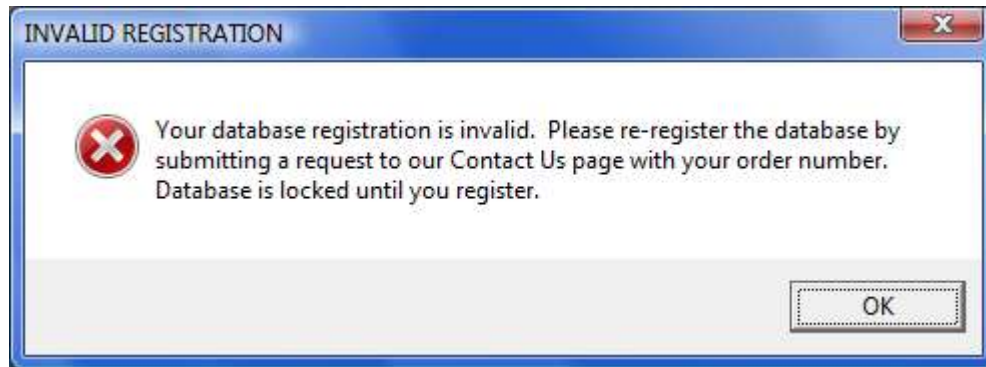 INVALID REGISTRATION
Your database registration is invalid.  Please re-register the database by
submitting a request to our Contact Us page with your order number.
Database is locked until you register.
OK